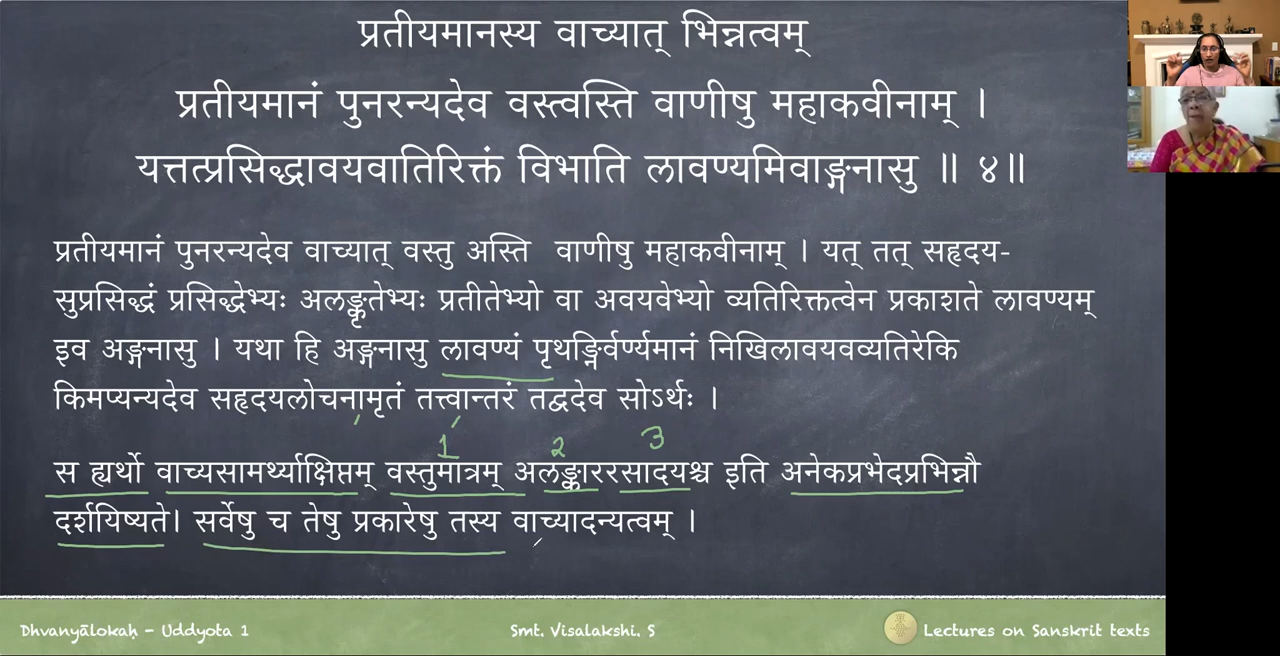 प्रतीयमानस्य वाच्यात् भिन्नत्वम्
प्रतीयमानं पुनरन्यदेव वस्त्वस्ति वाणीषु महाकवीनाम् ।
यत्तत्प्रसिद्धावयवातिरिक्तं विभाति लावण्यमिवाङ्गनासु ॥ ४॥
प्रतीयमानं पुनरन्यदेव वाच्यात् वस्तु अस्ति वाणीषु महाकवीनाम् । यत् तत् सहृदय-
सुप्रसिद्धं प्रसिद्धेभ्यः अलङ्कृतेभ्यः प्रतीतेभ्यो वा अवयवेभ्यो व्यतिरिक्तत्वेन प्रकाशते लावण्यम्
इव अङ्गनासु । यथा हि अङ्गनासु लावण्यं पृथङ्निर्वर्ण्यमानं निखिलावयवव्यतिरेकि
किमप्यन्यदेव सहृदयलोचनामृतं तत्त्वान्तरं तद्वदेव सोऽर्थः ।
1 2 3
स ह्यर्थो वाच्यसामर्थ्याक्षिप्तम् वस्तुमात्रम् अलङ्काररसादयश्च इति अनेकप्रभेदप्रभिन्नौ
दर्शयिष्यते। सर्वेषु च तेषु प्रकारेषु तस्य वाच्यादन्यत्वम् ।
Dhvanyālokaḥ - Uddyota 1 Smt. Visalakshi. S Lectures on Sanskrit texts